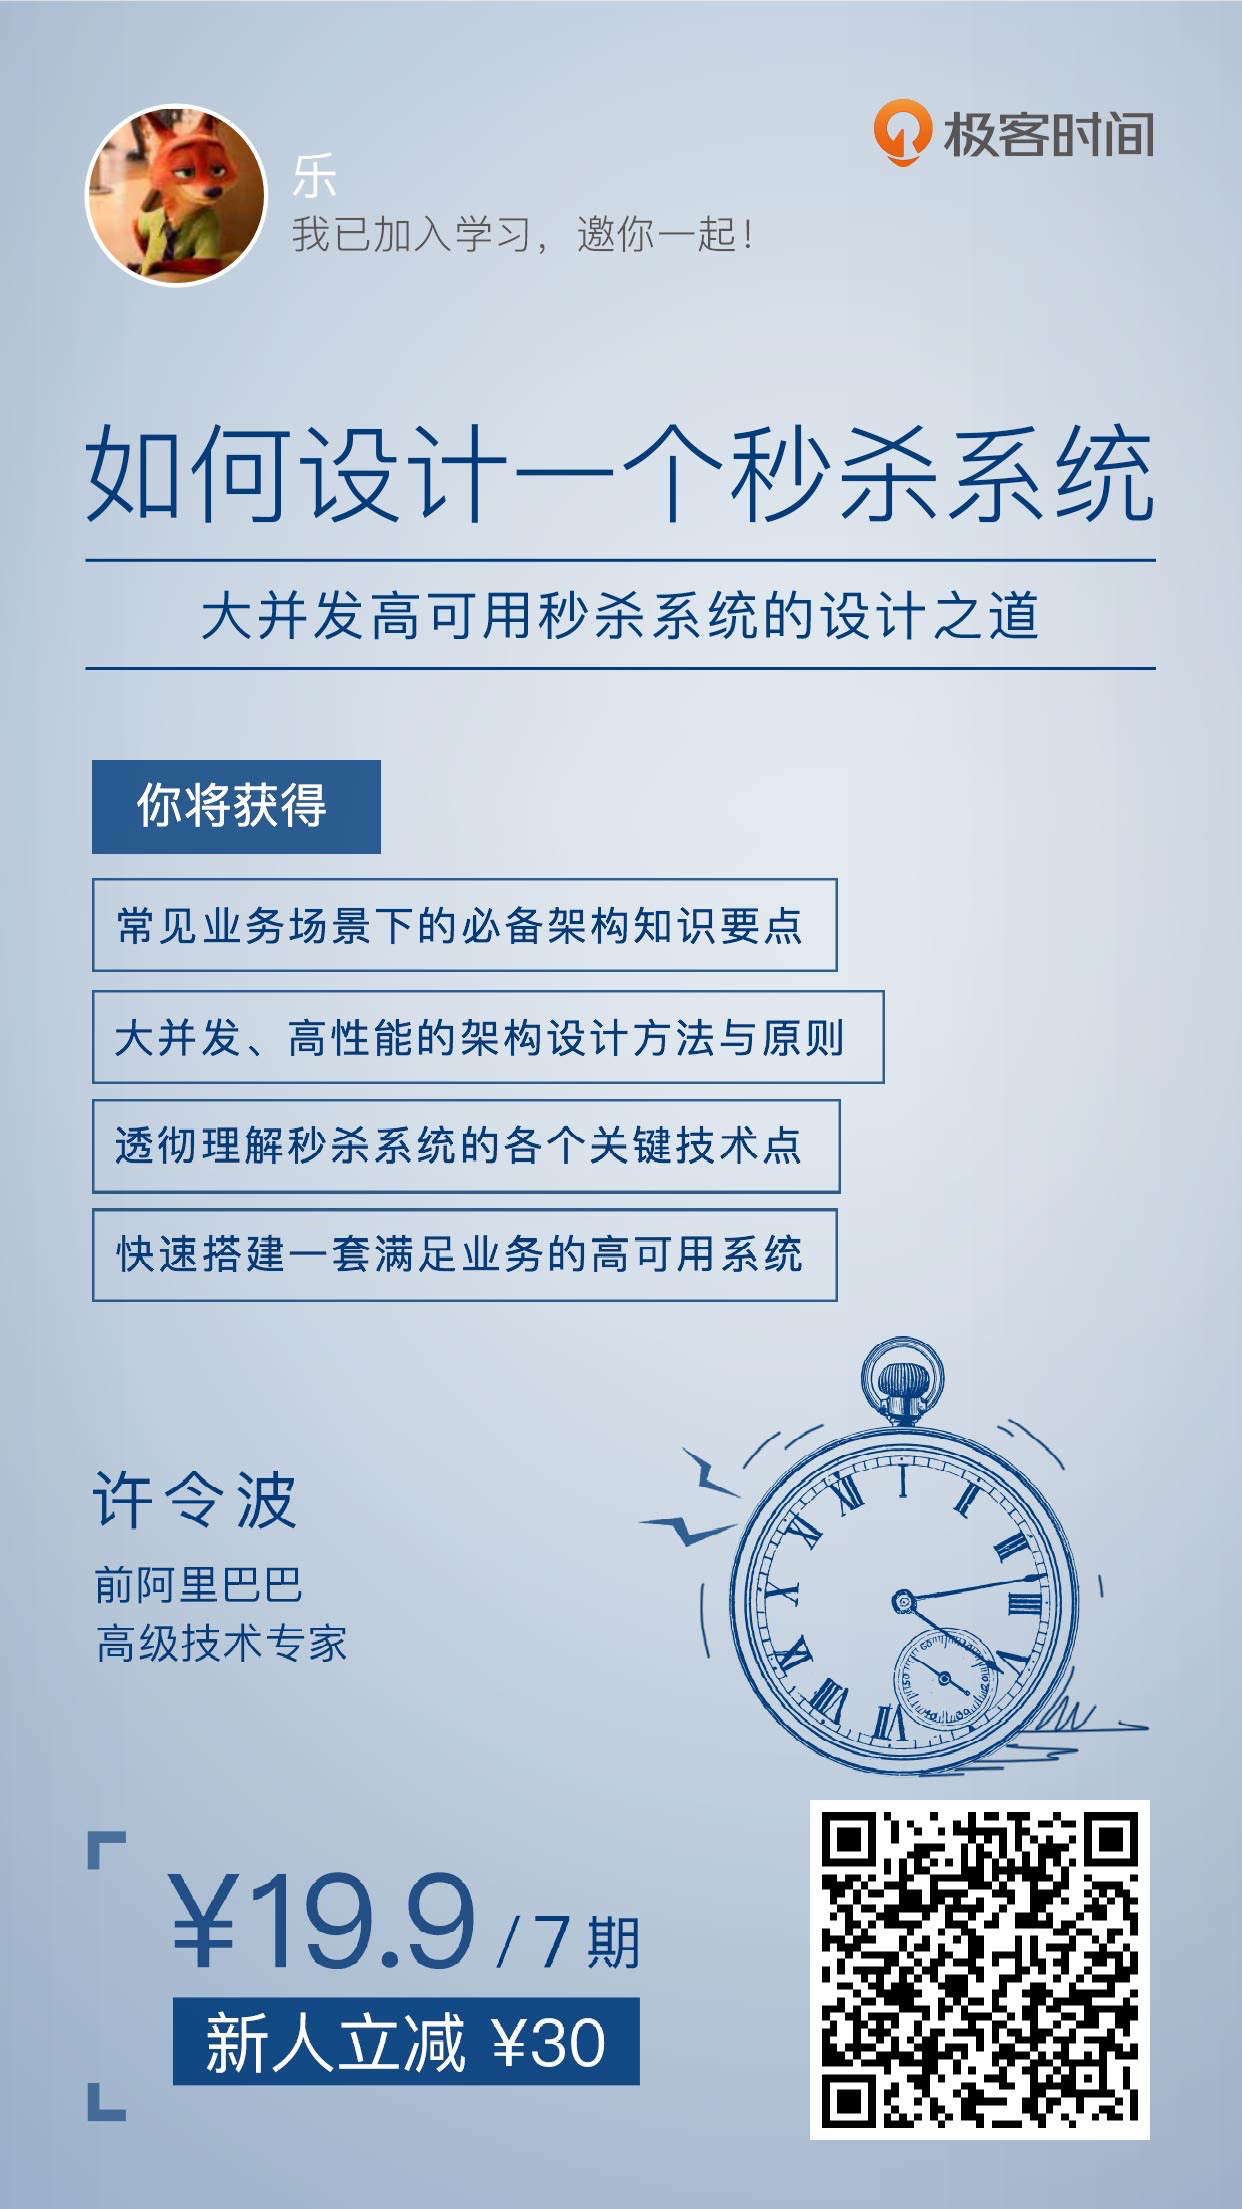 极客时间
乐
我已加入学习，邀你一起！
如何设计一个秒杀系统
大并发高可用秒杀系统的设计之道
你将获得
常见业务场景下的必备架构知识要点
大并发、高性能的架构设计方法与原则
透彻理解秒杀系统的各个关键技术点
快速搭建一套满足业务的高可用系统
许令波
前阿里巴巴
高级技术专家
¥19.9 / 7 期
新人立减 ¥30